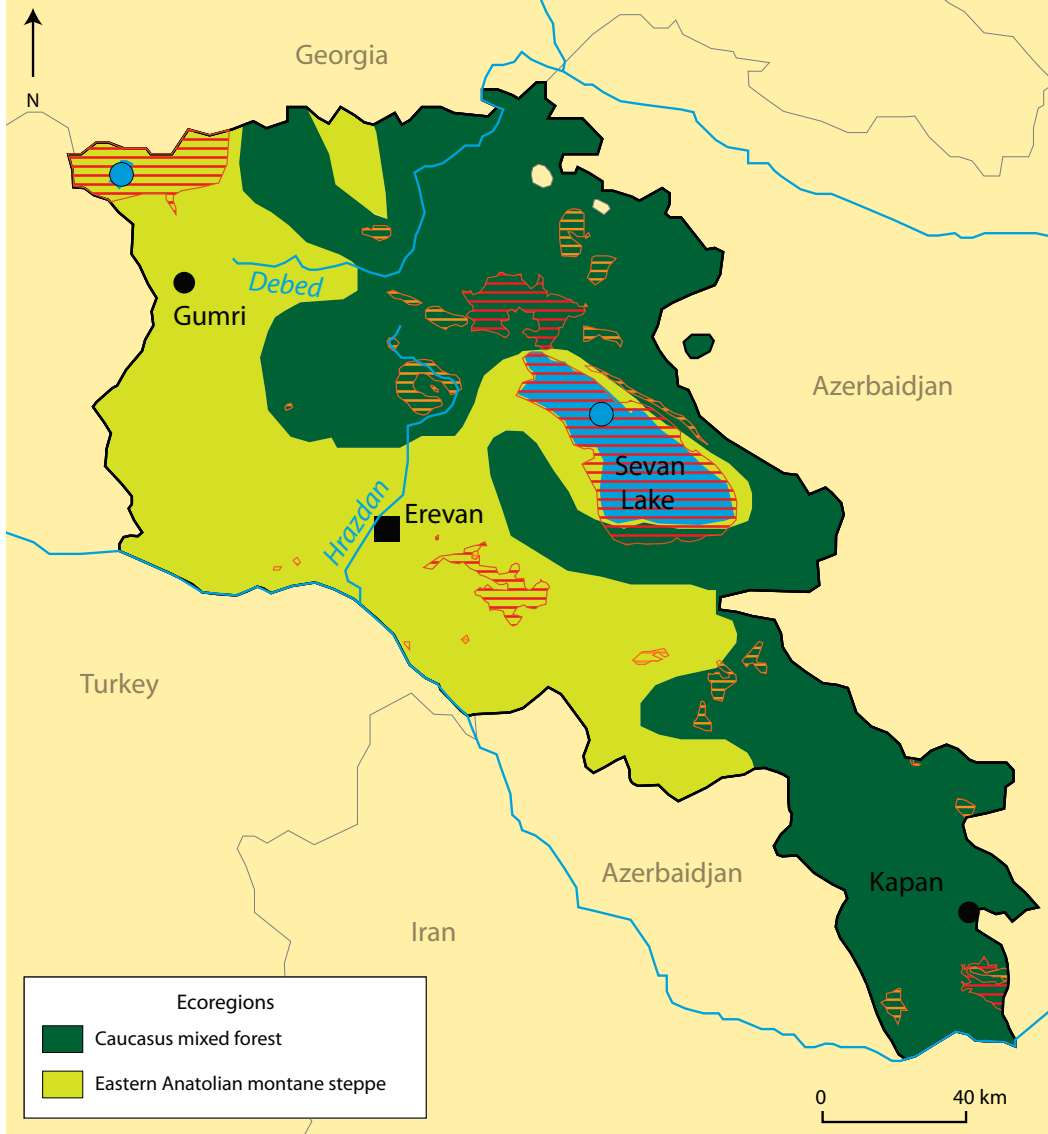 Georgia
N
Debed
Gumri
Azerbaidjan
Sevan
Lake
Erevan
Hrazdan
Turkey
Azerbaidjan
Kapan
Iran
Ecoregions
Caucasus mixed forest
Eastern Anatolian montane steppe
0 40 km